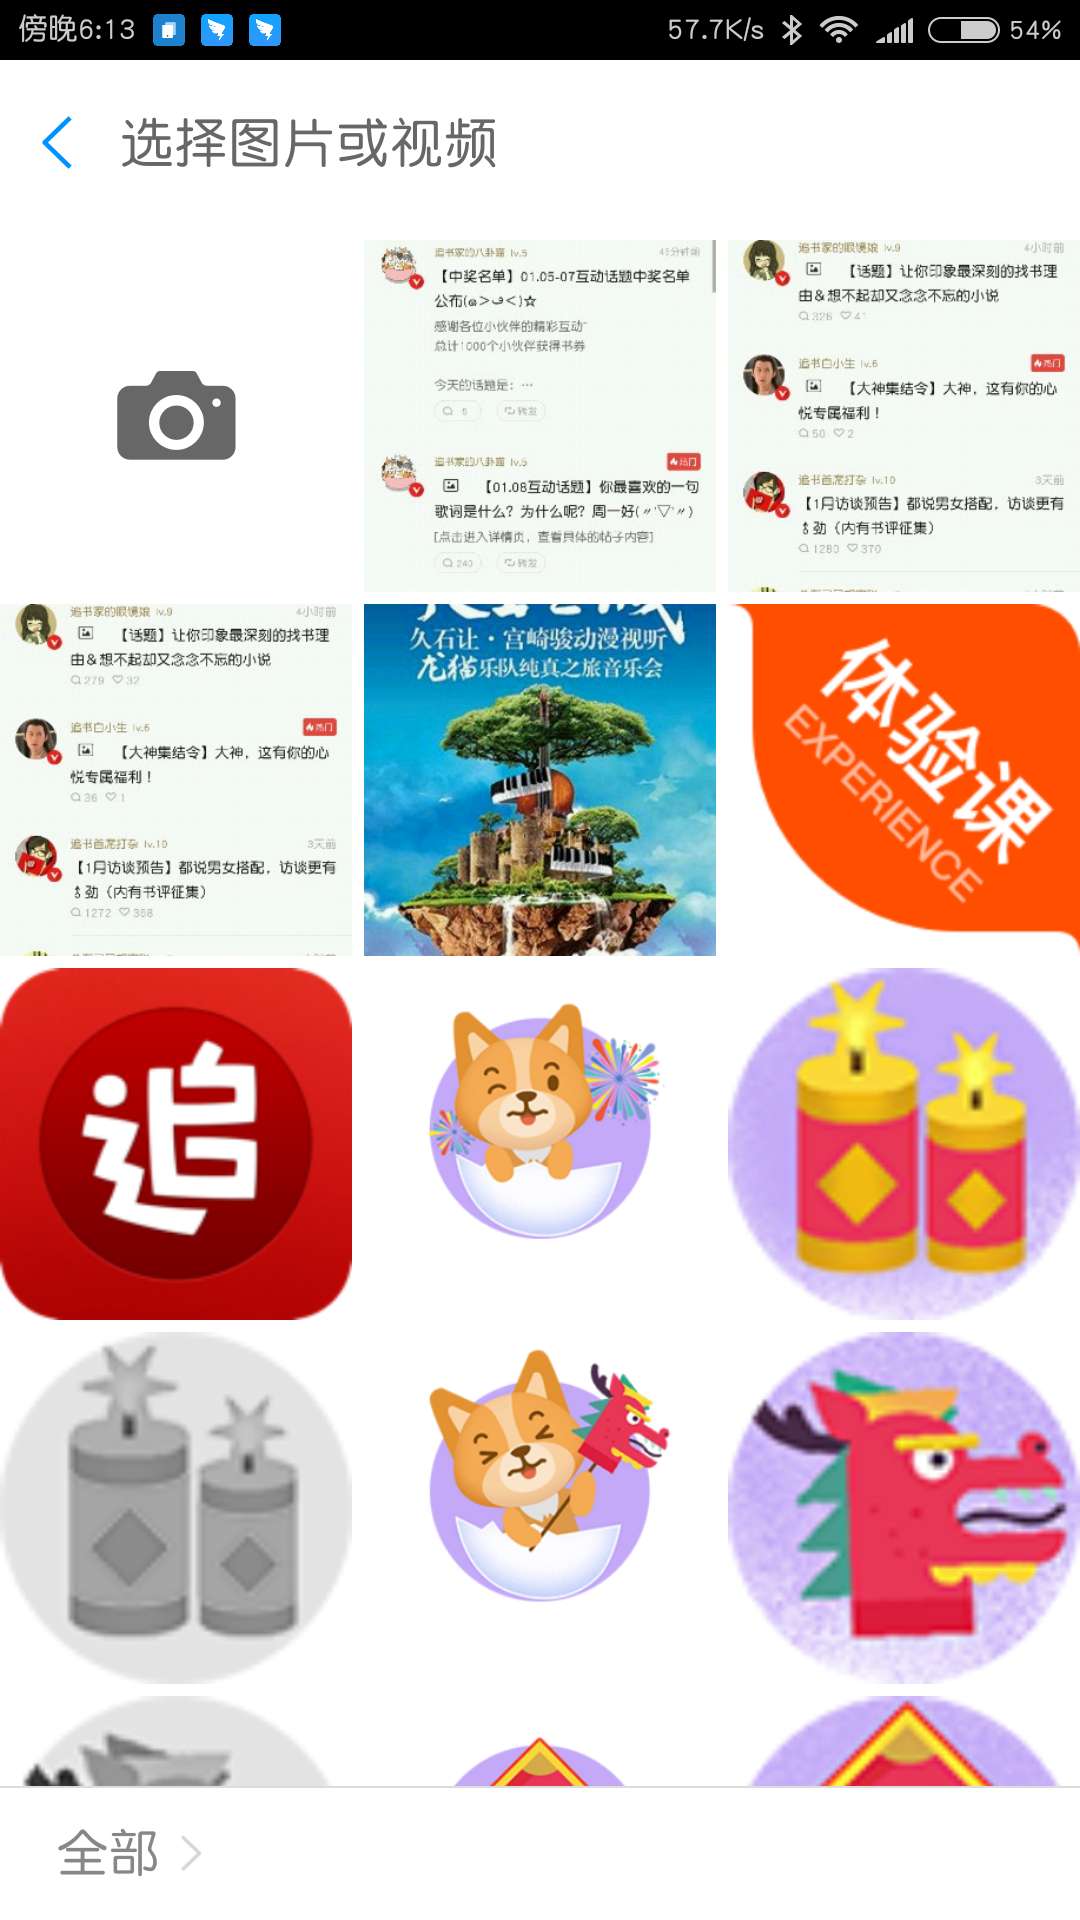 傍晚6:13
57.7K/s
54%
选择图片或视频
追书家的八卦猫 lv.5
45分钟前
【中奖名单】01.05-07互动话题中奖名单
公布
感谢各位小伙伴的精彩互动~
总计1000个小伙伴获得书券
今天的话题是：…
5
转发
追书家的八卦猫 lv.5
热门
【01.08互动话题】你最喜欢的一句
歌词是什么？为什么呢？周一好(〃'▽'〃)
[点击进入详情页，查看具体的帖子内容]
240
转发
追书家的眼镜娘 lv.9
4小时前
【话题】让你印象最深刻的找书理
由＆想不起却又念念不忘的小说
326
41
追书白小生 lv.6
热门
【大神集结令】大神，这有你的心
悦专属福利！
50
2
追书首席打杂 lv.10
3天前
【1月访谈预告】都说男女搭配，访谈更有
劲（内有书评征集）
1280
370
追书家的眼镜娘 lv.9
4小时前
【话题】让你印象最深刻的找书理
由＆想不起却又念念不忘的小说
279
32
追书白小生 lv.6
热门
【大神集结令】大神，这有你的心
悦专属福利！
36
1
追书首席打杂 lv.10
3天前
【1月访谈预告】都说男女搭配，访谈更有
劲（内有书评征集）
1272
358
久石让·宫崎骏动漫视听
龙猫乐队纯真之旅音乐会
体验课
EXPERIENCE
追
全部